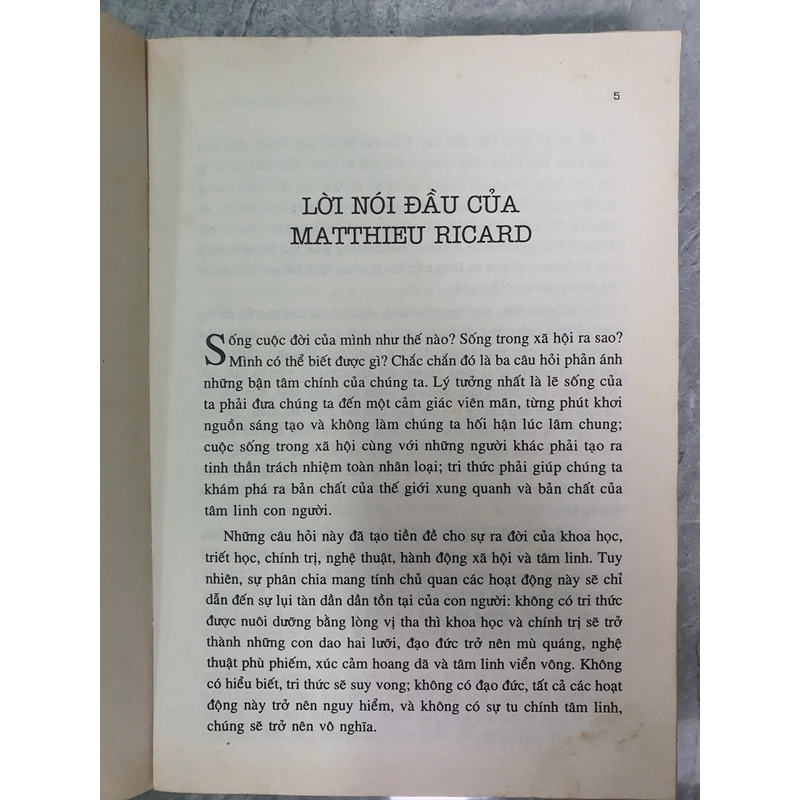 5
LỜI NÓI ĐẦU CỦA
MATTHIEU RICARD
Sống cuộc đời của mình như thế nào? Sống trong xã hội ra sao?
Mình có thể biết được gì? Chắc chắn đó là ba câu hỏi phản ánh
những bận tâm chính của chúng ta. Lý tưởng nhất là lẽ sống của
ta phải đưa chúng ta đến một cảm giác viên mãn, từng phút khơi
nguồn sáng tạo và không làm chúng ta hối hận lúc lâm chung;
cuộc sống trong xã hội cùng với những người khác phải tạo ra
tinh thần trách nhiệm toàn nhân loại; tri thức phải giúp chúng ta
khám phá ra bản chất của thế giới xung quanh và bản chất của
tâm linh con người.
Những câu hỏi này đã tạo tiền đề cho sự ra đời của khoa học,
triết học, chính trị, nghệ thuật, hành động xã hội và tâm linh. Tuy
nhiên, sự phân chia mang tính chủ quan các hoạt động này sẽ chỉ
dẫn đến sự lụi tàn dần dần tồn tại của con người: không có tri thức
được nuôi dưỡng bằng lòng vị tha thì khoa học và chính trị sẽ trở
thành những con dao hai lưỡi, đạo đức trở nên mù quáng, nghệ
thuật phù phiếm, xúc cảm hoang dã và tâm linh viển vông. Không
có hiểu biết, tri thức sẽ suy vong; không có đạo đức, tất cả các hoạt
động này trở nên nguy hiểm, và không có sự tu chính tâm linh,
chúng sẽ trở nên vô nghĩa.